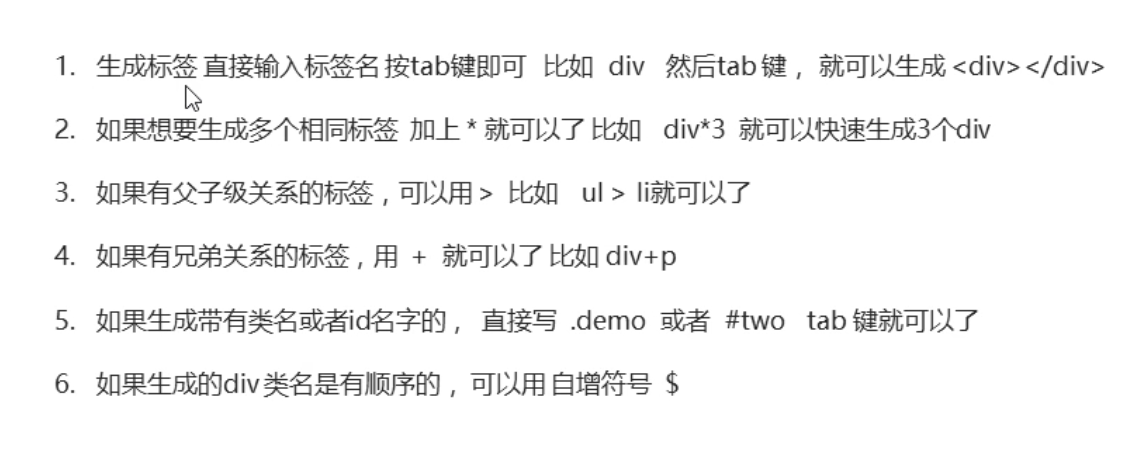 1. 生成标签 直接输入标签名 按tab键即可 比如 div 然后tab 键， 就可以生成 <div></div>
2. 如果想要生成多个相同标签 加上 * 就可以了 比如 div*3 就可以快速生成3个div
3. 如果有父子级关系的标签，可以用 > 比如 ul > li就可以了
4. 如果有兄弟关系的标签，用 + 就可以了 比如 div+p
5. 如果生成带有类名或者id名字的， 直接写 .demo 或者 #two tab 键就可以了
6. 如果生成的div 类名是有顺序的， 可以用 自增符号 $